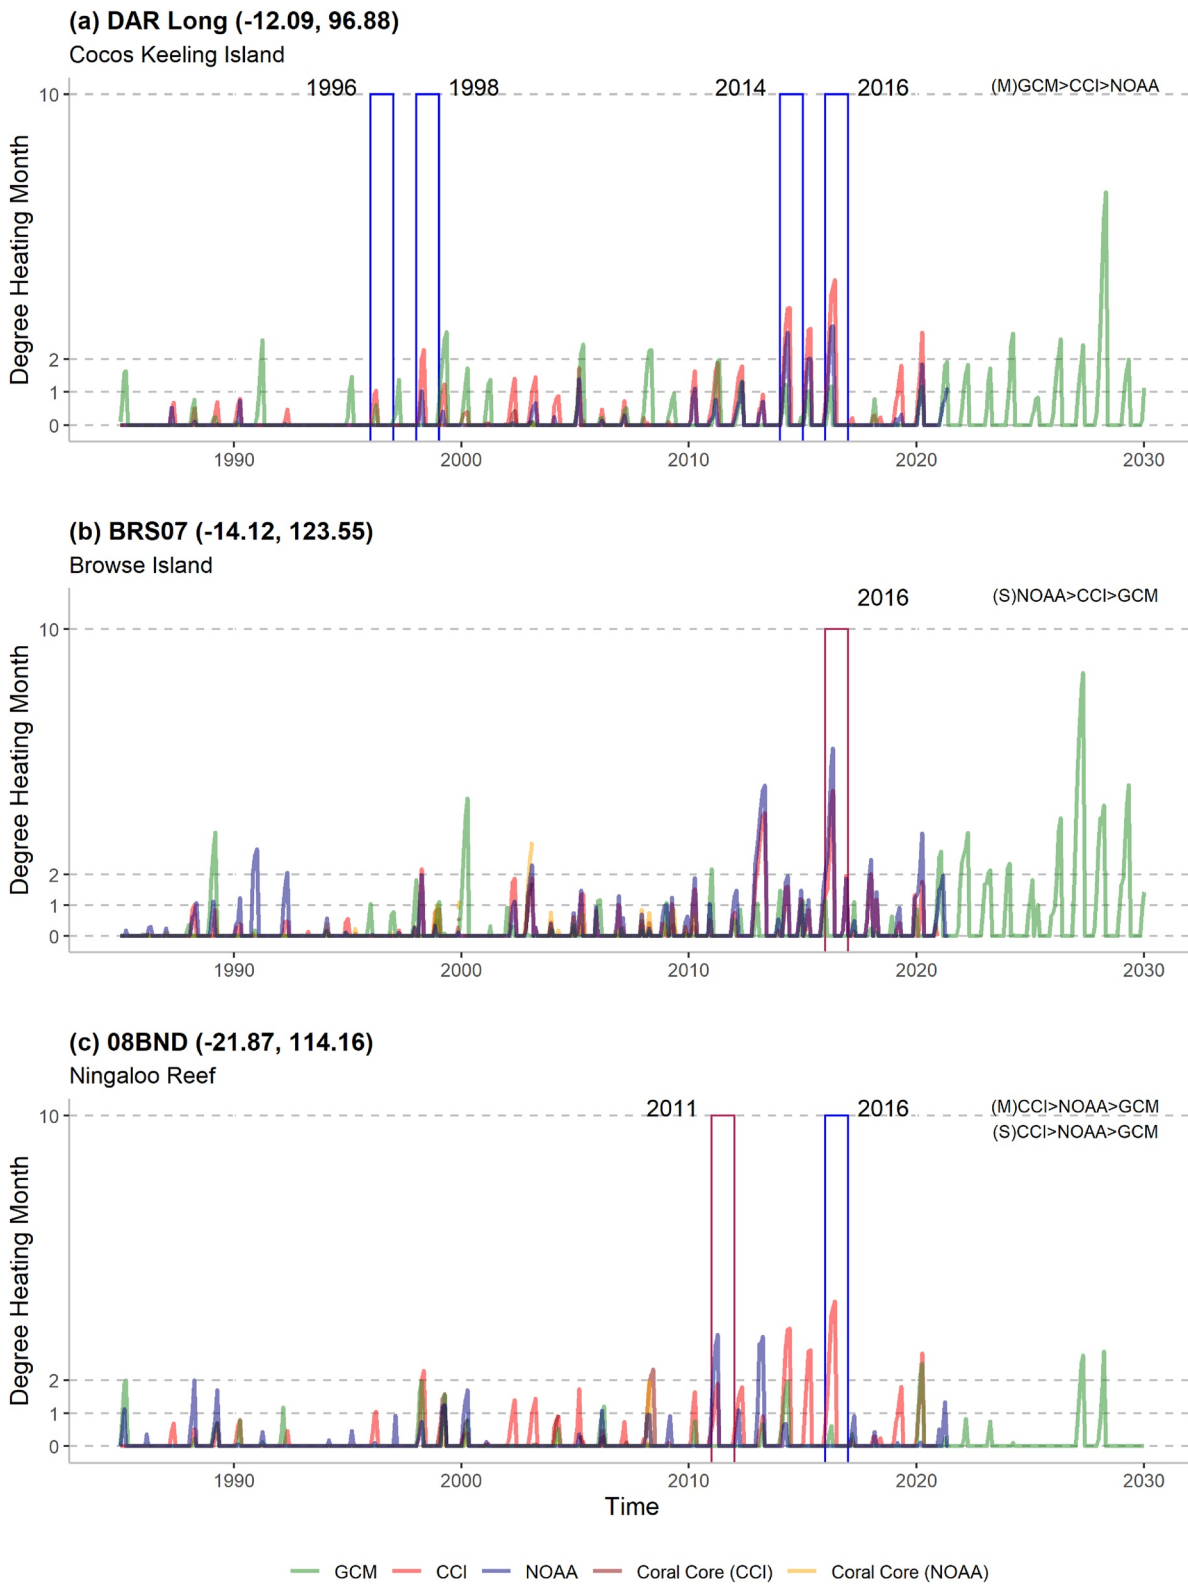 (a) DAR Long (-12.09, 96.88)
Cocos Keeling Island
1996 1998 2014 2016 (M)GCM>CCI>NOAA
10
2
1
0
Degree Heating Month
1990 2000 2010 2020 2030
(b) BRS07 (-14.12, 123.55)
Browse Island
2016 (S)NOAA>CCI>GCM
10
2
1
0
Degree Heating Month
1990 2000 2010 2020 2030
(c) 08BND (-21.87, 114.16)
Ningaloo Reef
2011 2016 (M)CCI>NOAA>GCM
(S)CCI>NOAA>GCM
10
2
1
0
Degree Heating Month
1990 2000 2010 2020 2030
Time
GCM CCI NOAA Coral Core (CCI) Coral Core (NOAA)